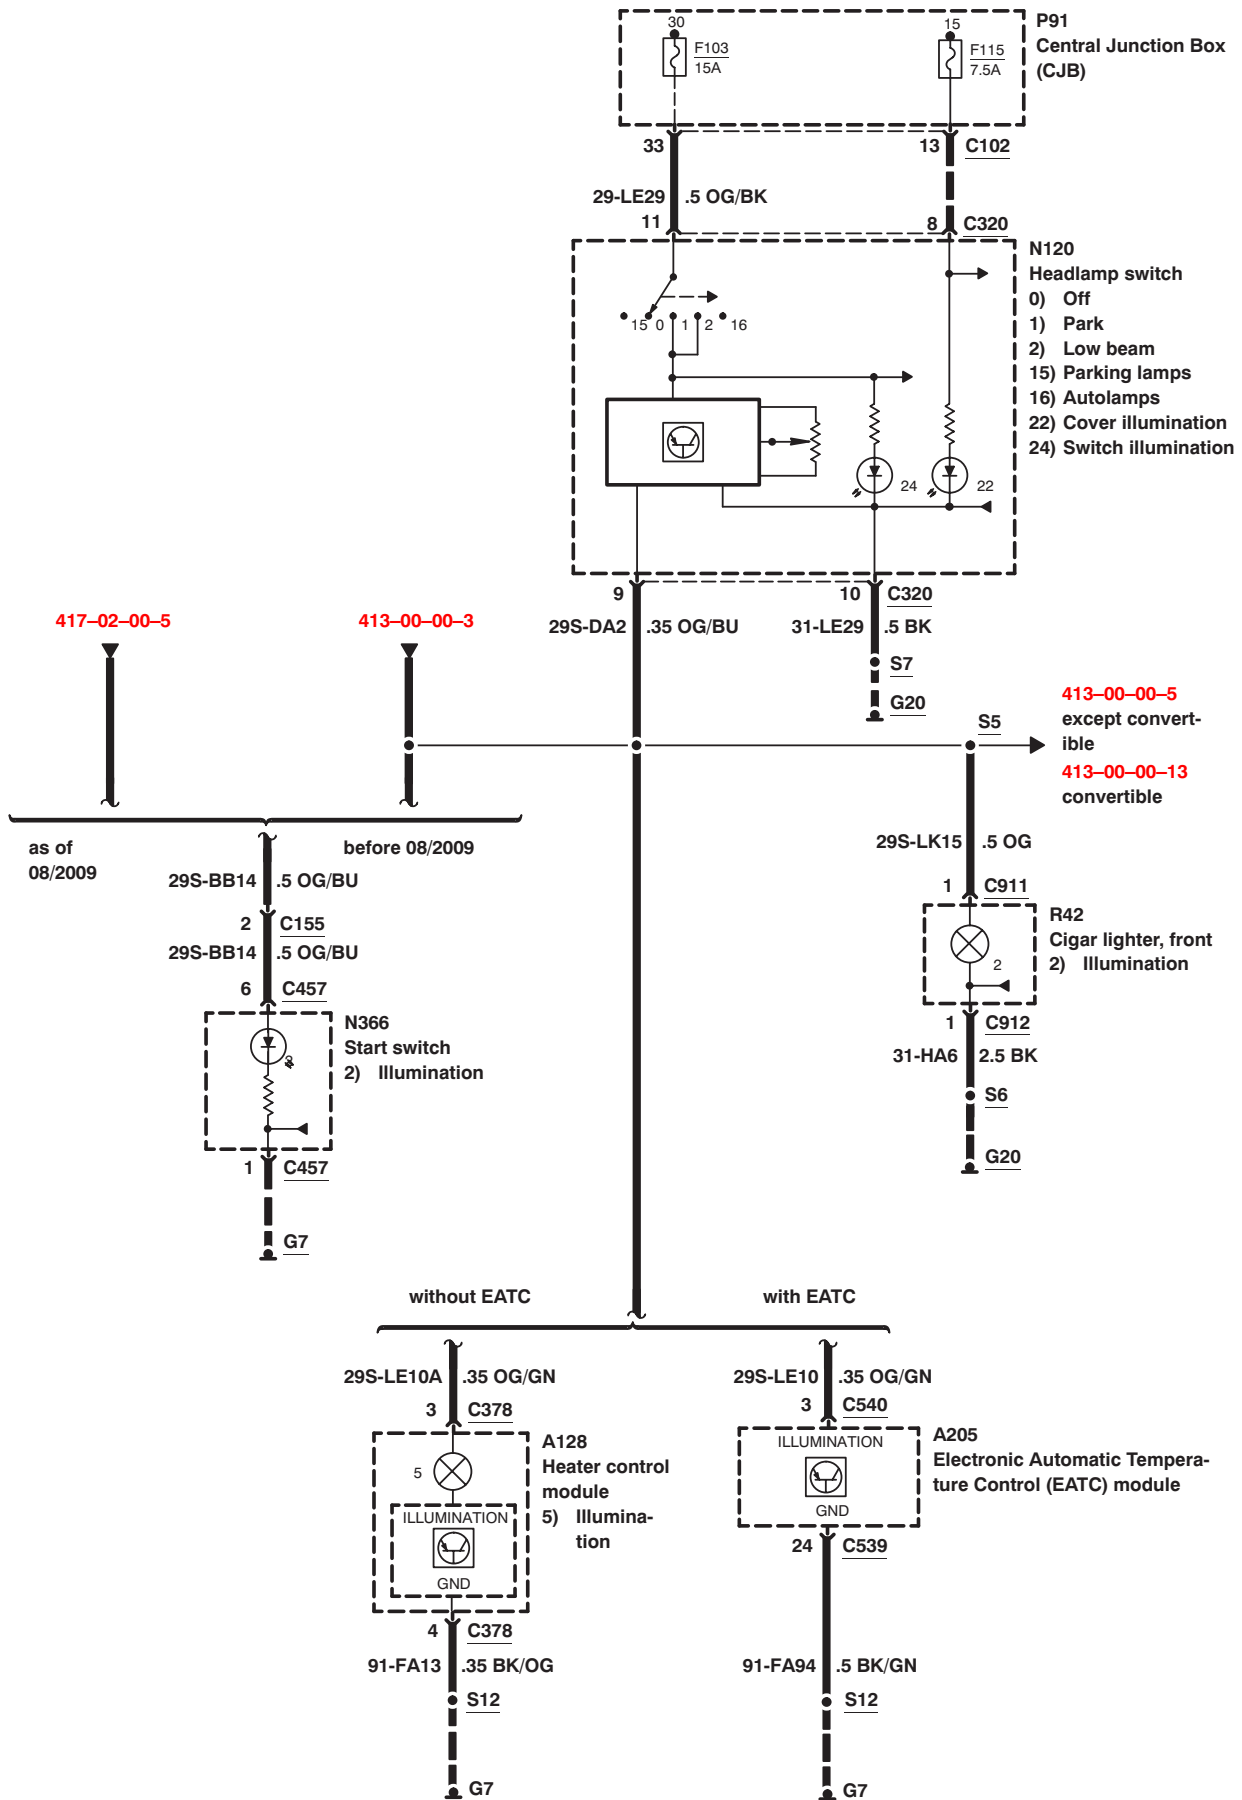 30
F103
15A
15
F115
7.5A
P91
Central Junction Box
(CJB)
33
13 C102
29-LE29 .5 OG/BK
11
8 C320
N120
Headlamp switch
0) Off
1) Park
2) Low beam
15) Parking lamps
16) Autolamps
22) Cover illumination
24) Switch illumination
15 0 1 2 16
24
22
9
10 C320
29S-DA2 .35 OG/BU
31-LE29 .5 BK
S7
G20
417–02–00–5
413–00–00–3
S5
413–00–00–5
except convert-
ible
413–00–00–13
convertible
as of
08/2009
before 08/2009
29S-BB14 .5 OG/BU
2 C155
29S-BB14 .5 OG/BU
6 C457
N366
Start switch
2) Illumination
1 C457
G7
29S-LK15 .5 OG
1 C911
R42
Cigar lighter, front
2) Illumination
2
1 C912
31-HA6 2.5 BK
S6
G20
without EATC
with EATC
29S-LE10A .35 OG/GN
3 C378
A128
Heater control
module
5) Illumina-
tion
5
ILLUMINATION
GND
4 C378
91-FA13 .35 BK/OG
S12
G7
29S-LE10 .35 OG/GN
3 C540
A205
Electronic Automatic Tempera-
ture Control (EATC) module
ILLUMINATION
GND
24 C539
91-FA94 .5 BK/GN
S12
G7